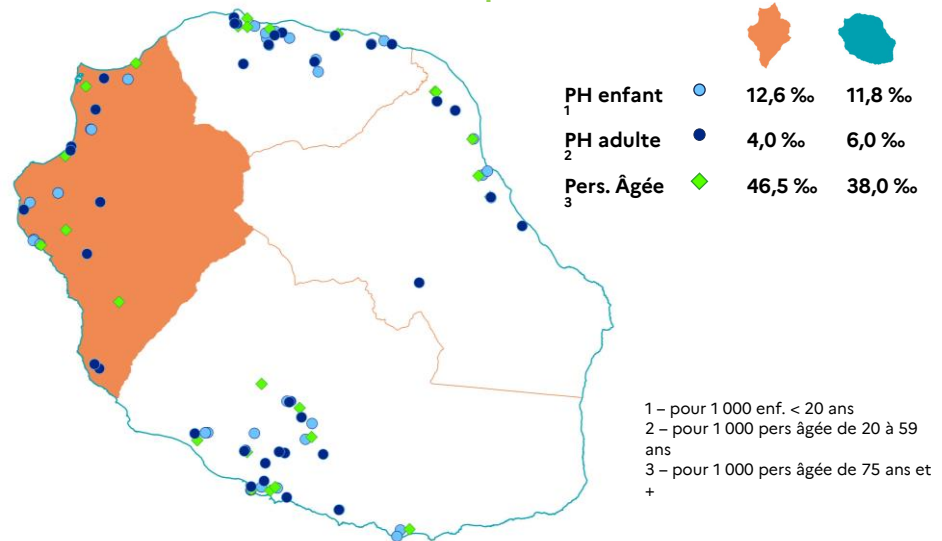 PH enfant 12,6 ‰ 11,8 ‰
1
PH adulte 4,0 ‰ 6,0 ‰
2
Pers. Âgée 46,5 ‰ 38,0 ‰
3
1 – pour 1 000 enf. < 20 ans
2 – pour 1 000 pers âgée de 20 à 59
ans
3 – pour 1 000 pers âgée de 75 ans et
+